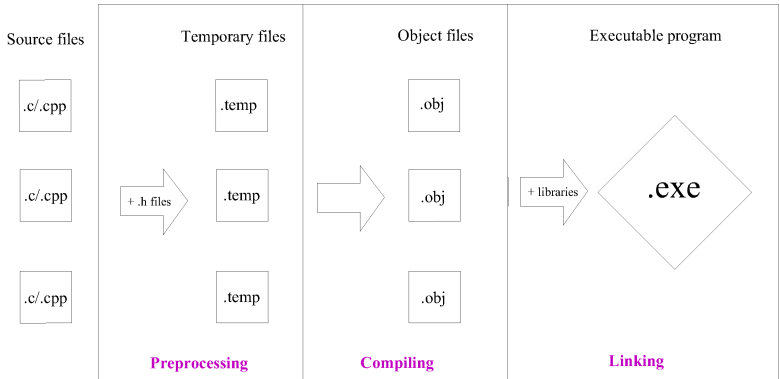 Source files
Temporary files
Object files
Executable program
.c/.cpp
.temp
.obj
.c/.cpp
+ .h files
.temp
.obj
+ libraries
.exe
.c/.cpp
.temp
.obj
Preprocessing
Compiling
Linking